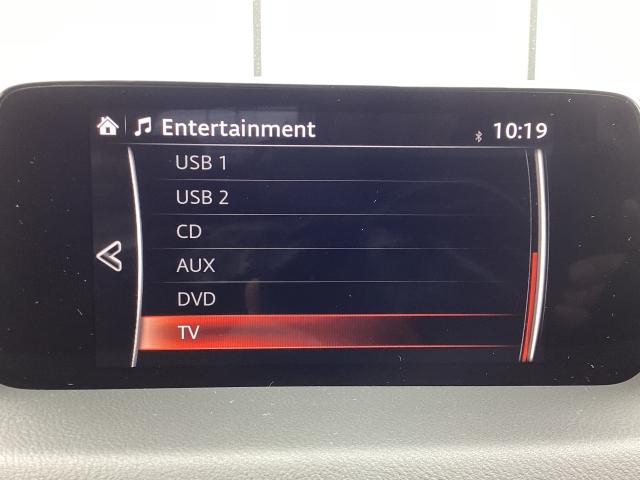 Entertainment 10:19
USB 1
USB 2
CD
AUX
DVD
TV